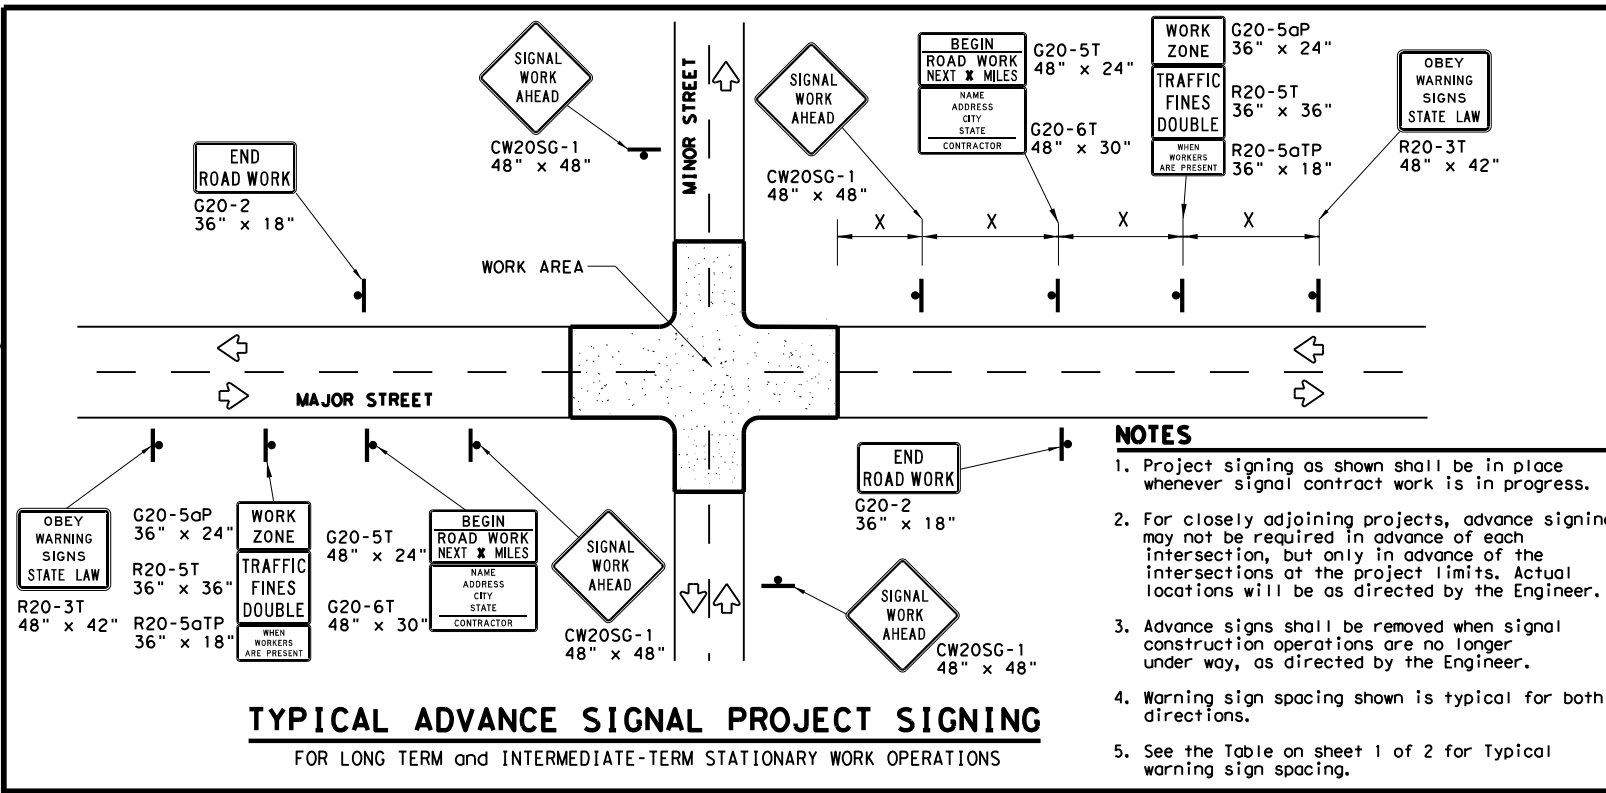 SIGNAL
WORK
AHEAD
CW20SG-1
48" x 48"
MINOR STREET
SIGNAL
WORK
AHEAD
CW20SG-1
48" x 48"
BEGIN
ROAD WORK
NEXT X MILES
NAME
ADDRESS
CITY
STATE
CONTRACTOR
G20-5T
48" x 24"
G20-6T
48" x 30"
WORK
ZONE
TRAFFIC
FINES
DOUBLE
WHEN
WORKERS
ARE PRESENT
G20-5aP
36" x 24"
R20-5T
36" x 36"
R20-5aTP
36" x 18"
OBEY
WARNING
SIGNS
STATE LAW
R20-3T
48" x 42"
END
ROAD WORK
G20-2
36" x 18"
X
X
X
X
WORK AREA
MAJOR STREET
OBEY
WARNING
SIGNS
STATE LAW
R20-3T
48" x 42"
G20-5aP
36" x 24"
R20-5T
36" x 36"
R20-5aTP
36" x 18"
WORK
ZONE
TRAFFIC
FINES
DOUBLE
WHEN
WORKERS
ARE PRESENT
G20-5T
48" x 24"
G20-6T
48" x 30"
BEGIN
ROAD WORK
NEXT X MILES
NAME
ADDRESS
CITY
STATE
CONTRACTOR
SIGNAL
WORK
AHEAD
CW20SG-1
48" x 48"
END
ROAD WORK
G20-2
36" x 18"
SIGNAL
WORK
AHEAD
CW20SG-1
48" x 48"
TYPICAL ADVANCE SIGNAL PROJECT SIGNING
FOR LONG TERM and INTERMEDIATE-TERM STATIONARY WORK OPERATIONS
NOTES
1. Project signing as shown shall be in place
whenever signal contract work is in progress.
2. For closely adjoining projects, advance signing
may not be required in advance of each
intersection, but only in advance of the
intersections at the project limits. Actual
locations will be as directed by the Engineer.
3. Advance signs shall be removed when signal
construction operations are no longer
under way, as directed by the Engineer.
4. Warning sign spacing shown is typical for both
directions.
5. See the Table on sheet 1 of 2 for Typical
warning sign spacing.